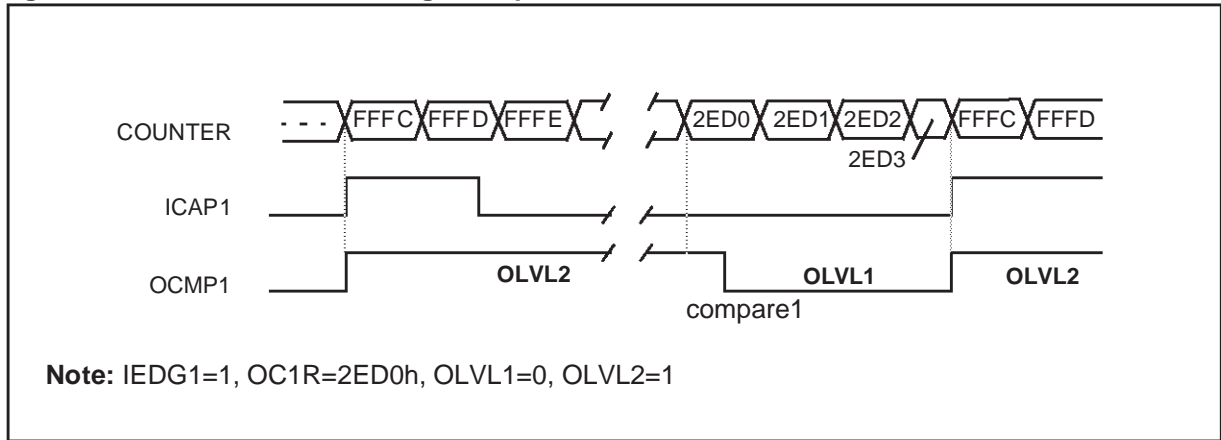 COUNTER - - - FFFC FFFD FFFE 2ED0 2ED1 2ED2 FFFC FFFD
2ED3
ICAP1
OCMP1 OLVL2 OLVL1 OLVL2
compare1
Note: IEDG1=1, OC1R=2ED0h, OLVL1=0, OLVL2=1